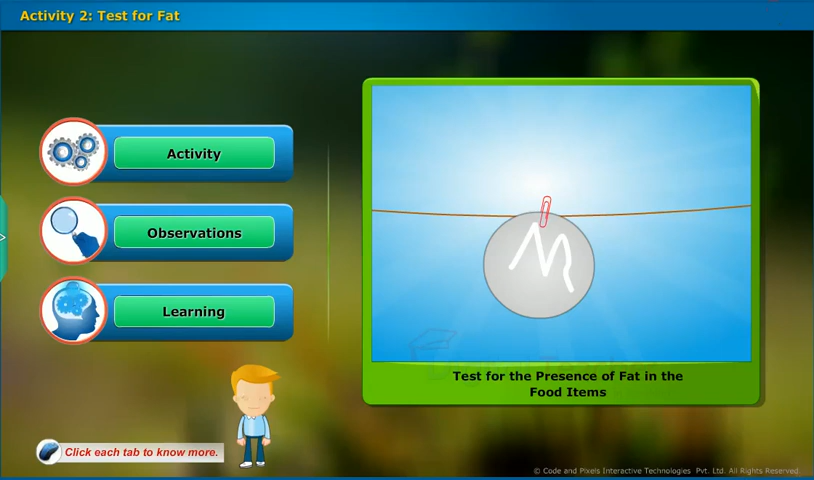 Activity 2: Test for Fat
Activity
Observations
Learning
Test for the Presence of Fat in the
Food Items
Click each tab to know more.
© Code and Pixels Interactive Technologies Pvt. Ltd. All Rights Reserved.